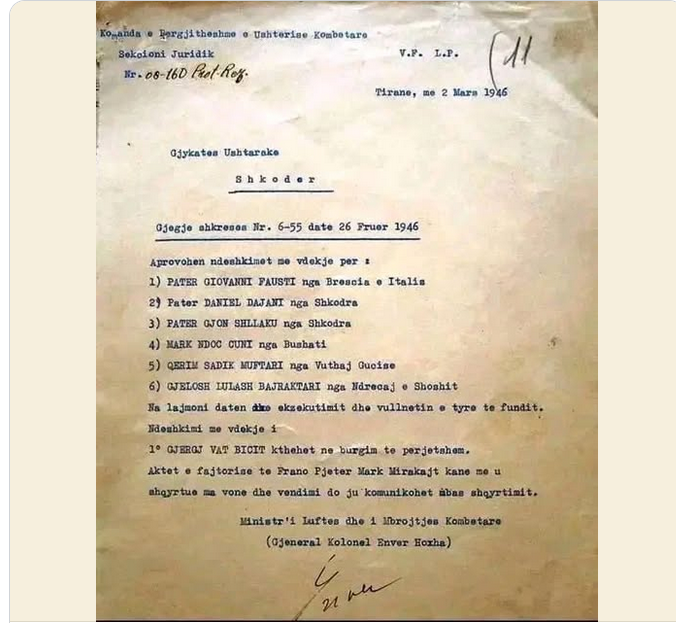 Komanda e Pergjitheshme e Ushterise Kombetare
Seksioni Juridik
V.F. L.P.
Nr. 08-160 Prot. Rez.
Tirane, me 2 Mars 1946
Gjykates Ushtarake
Shkoder
Gjegje shkreses Nr. 6-55 date 26 Fruer 1946
Aprovohen ndeshkimet me vdekje per :
1) PATER GIOVANNI FAUSTI nga Brescia e Italis
2) Pater DANIEL DAJANI nga Shkodra
3) PATER GJON SHLLAKU nga Shkodra
4) MARK NDOC CUNI nga Bushati
5) QERIM SADIK MUFTARI nga Vuthaj Gucise
6) GJELOSH LULASH BAJRAKTARI nga Ndrecaj e Shoshit
Na lajmoni daten ekzekutimit dhe vullnetin e tyre te fundit.
Ndeshkimi me vdekje i
1° GJERGJ VAT BICIT kthehet ne burgim te perjetshem.
Aktet e fajtorise te Frano Pjeter Mark Mirakajt kane me u
shqyrtue ma vone dhe vendimi do ju komunikohet mbas shqyrtimit.
Ministr'i Luftes dhe i Mbrojtjes Kombetare
(Gjeneral Kolonel Enver Hoxha)
Enver